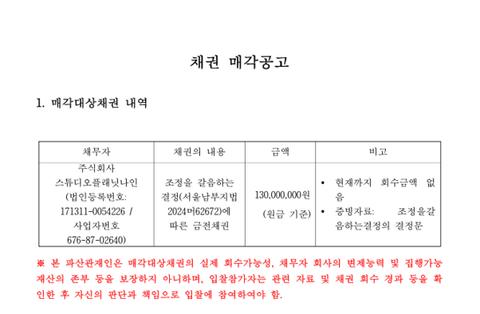 채권 매각공고
1. 매각대상채권 내역
채무자 채권의 내용 금액 비고
주식회사
스튜디오플래닛나인
(법인등록번호:
171311-0054226 /
사업자번호
676-87-02640)
조정을 갈음하는
결정(서울남부지법
2024머62672)에
따른 금전채권
130,000,000원
(원금 기준)
• 현재까지 회수금액 없
음
• 증빙자료: 조정을갈
음하는결정의 결정문
※ 본 파산관재인은 매각대상채권의 실제 회수가능성, 채무자 회사의 변제능력 및 집행가능
재산의 존부 등을 보장하지 아니하며, 입찰참가자는 관련 자료 및 채권 회수 경과 등을 확
인한 후 자신의 판단과 책임으로 입찰에 참여하여야 함.